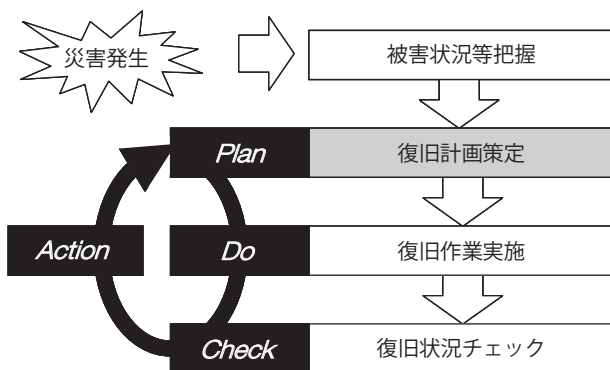 災害発生
被害状況等把握
Plan
復旧計画策定
Action
Do
復旧作業実施
Check
復旧状況チェック